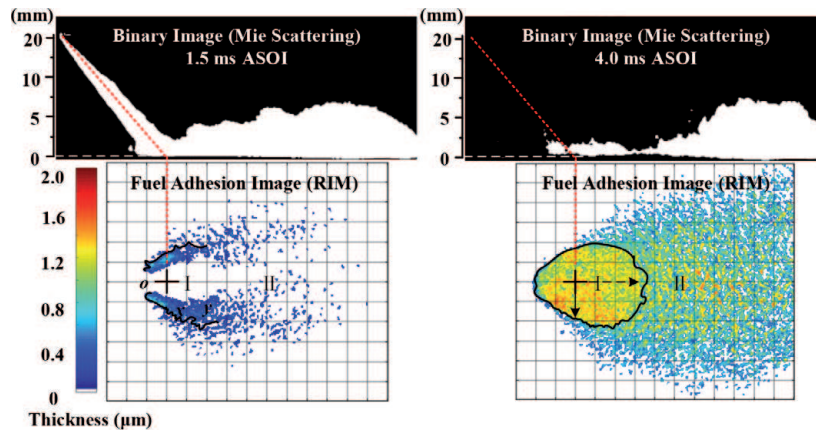 (mm)
20
10
5
0
Binary Image (Mie Scattering)
1.5 ms ASOI
(mm)
20
10
5
0
Binary Image (Mie Scattering)
4.0 ms ASOI
2.0
1.6
1.2
0.8
0.4
0
Thickness (μm)
Fuel Adhesion Image (RIM)
o
I
II
Fuel Adhesion Image (RIM)
I
II